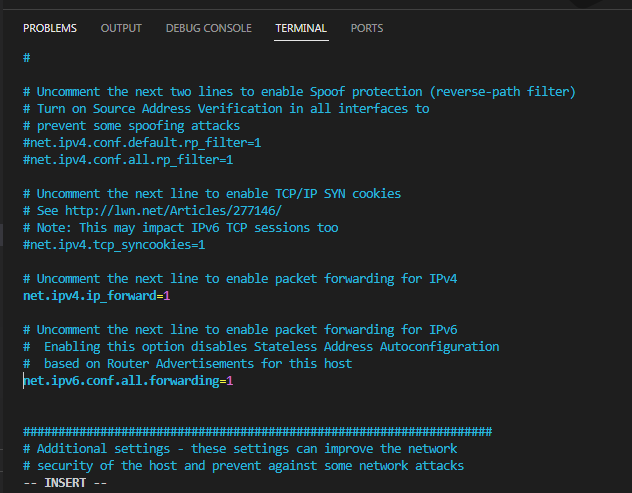 PROBLEMS OUTPUT DEBUG CONSOLE TERMINAL PORTS
#
# Uncomment the next two lines to enable Spoof protection (reverse-path filter)
# Turn on Source Address Verification in all interfaces to
# prevent some spoofing attacks
#net.ipv4.conf.default.rp_filter=1
#net.ipv4.conf.all.rp_filter=1
# Uncomment the next line to enable TCP/IP SYN cookies
# See http://lwn.net/Articles/277146/
# Note: This may impact IPv6 TCP sessions too
#net.ipv4.tcp_syncookies=1
# Uncomment the next line to enable packet forwarding for IPv4
net.ipv4.ip_forward=1
# Uncomment the next line to enable packet forwarding for IPv6
#  Enabling this option disables Stateless Address Autoconfiguration
#  based on Router Advertisements for this host
net.ipv6.conf.all.forwarding=1
###################################################################
# Additional settings - these settings can improve the network
# security of the host and prevent against some network attacks
-- INSERT --